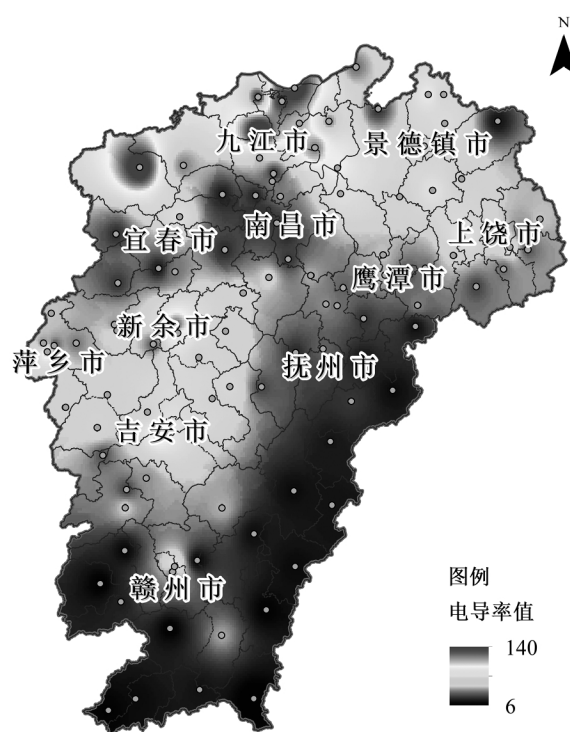 N
九江市
景德镇市
宜春市
南昌市
上饶市
鹰潭市
新余市
萍乡市
抚州市
吉安市
赣州市
图例
电导率值
140
6